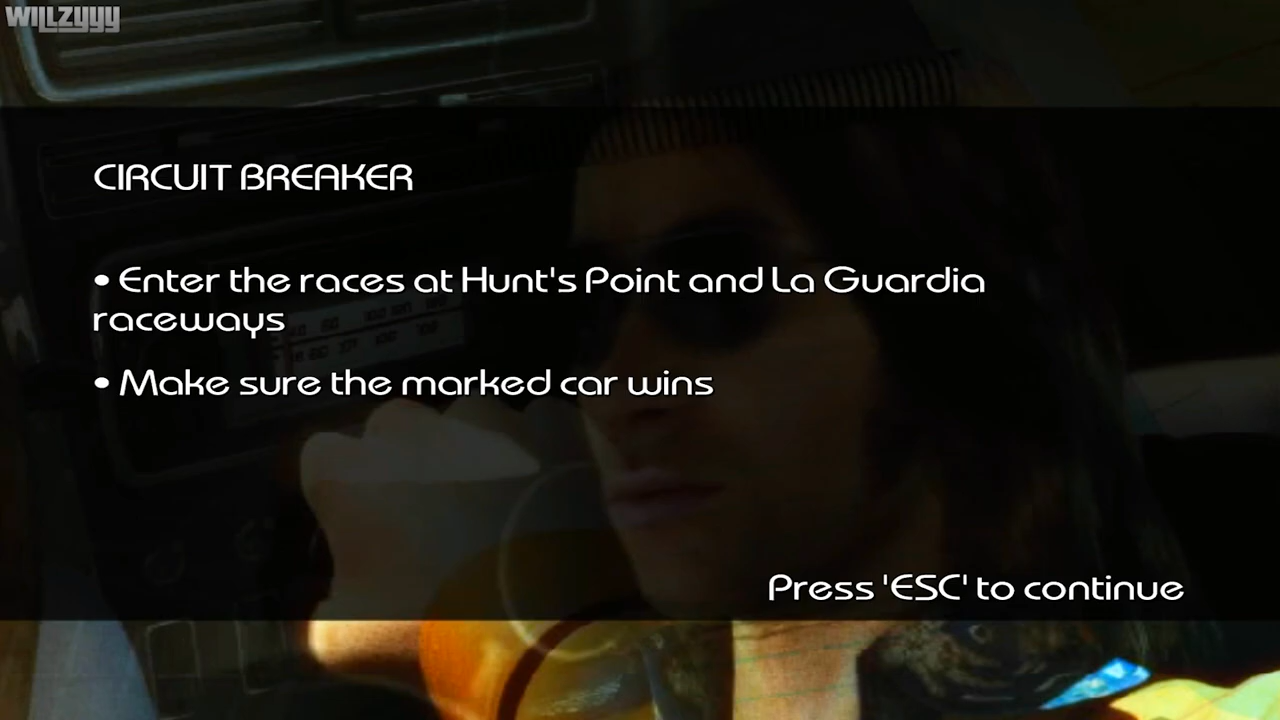 WILLZYYY
CIRCUIT BREAKER
• Enter the races at Hunt's Point and La Guardia
raceways
• Make sure the marked car wins
Press 'ESC' to continue